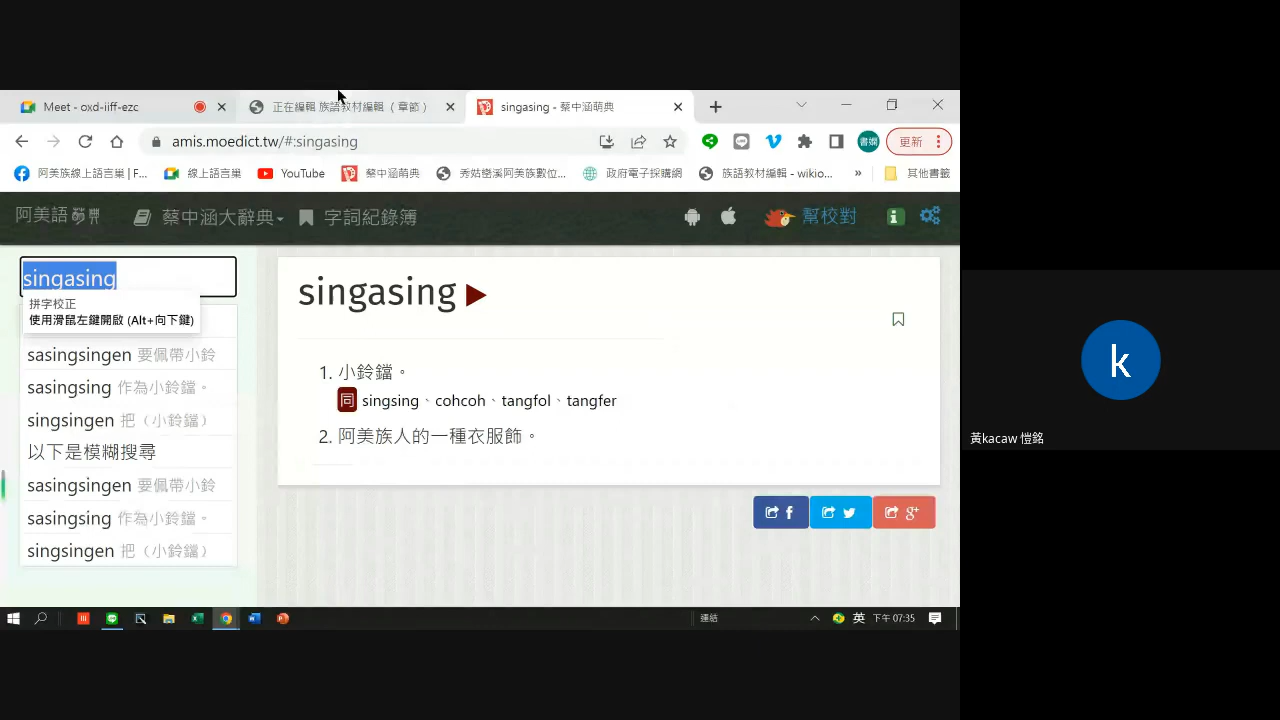 Meet - oxd-iiff-ezc
正在編輯 族語教材編輯 （ 章節 ）
singasing - 蔡中涵萌典
amis.moedict.tw/#:singasing
更新
阿美族線上語言巢 | F...
線上語言巢
YouTube
蔡中涵萌典
秀姑巒溪阿美族數位...
政府電子採購網
族語教材編輯 - wikio...
»
其他書籤
阿美語萌典
蔡中涵大辭典
字詞紀錄簿
幫校對
singasing
拼字校正
使用滑鼠左鍵開啟 (Alt+向下鍵)
sasingsingen 要佩帶小鈴
sasingsing 作為小鈴鐺。
singsingen 把（小鈴鐺）
以下是模糊搜尋
sasingsingen 要佩帶小鈴
sasingsing 作為小鈴鐺。
singsingen 把（小鈴鐺）
singasing
1. 小鈴鐺。
同 singsing、cohcoh、tangfol、tangfer
2. 阿美族人的一種衣服飾。
k
黃kacaw 愷銘
連結
英
下午 07:35